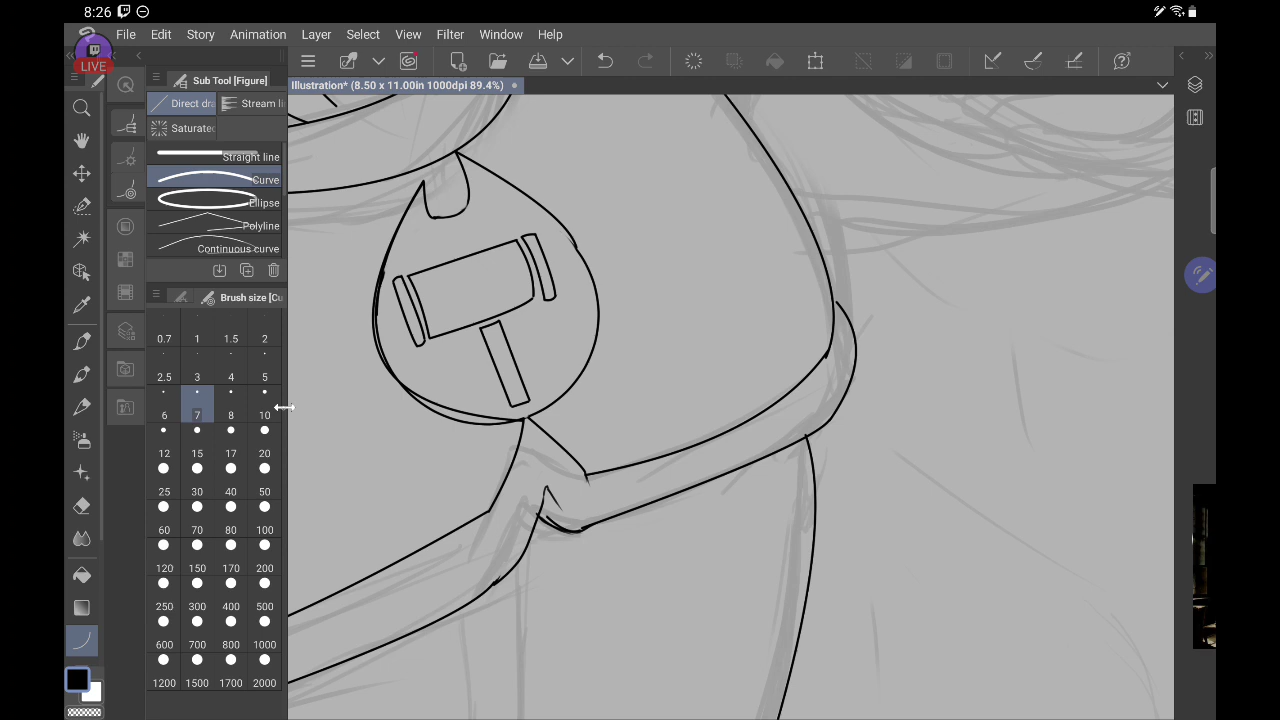 8:26
File Edit Story Animation Layer Select View Filter Window Help
LIVE
Sub Tool [Figure]
Illustration* (8.50 x 11.00in 1000dpi 89.4%)
Direct dra Stream li
Saturated
Straight line
Curve
Ellipse
Polyline
Continuous curve
Brush size [Cu
0.7 1 1.5 2
2.5 3 4 5
6 7 8 10
12 15 17 20
25 30 40 50
60 70 80 100
120 150 170 200
250 300 400 500
600 700 800 1000
1200 1500 1700 2000